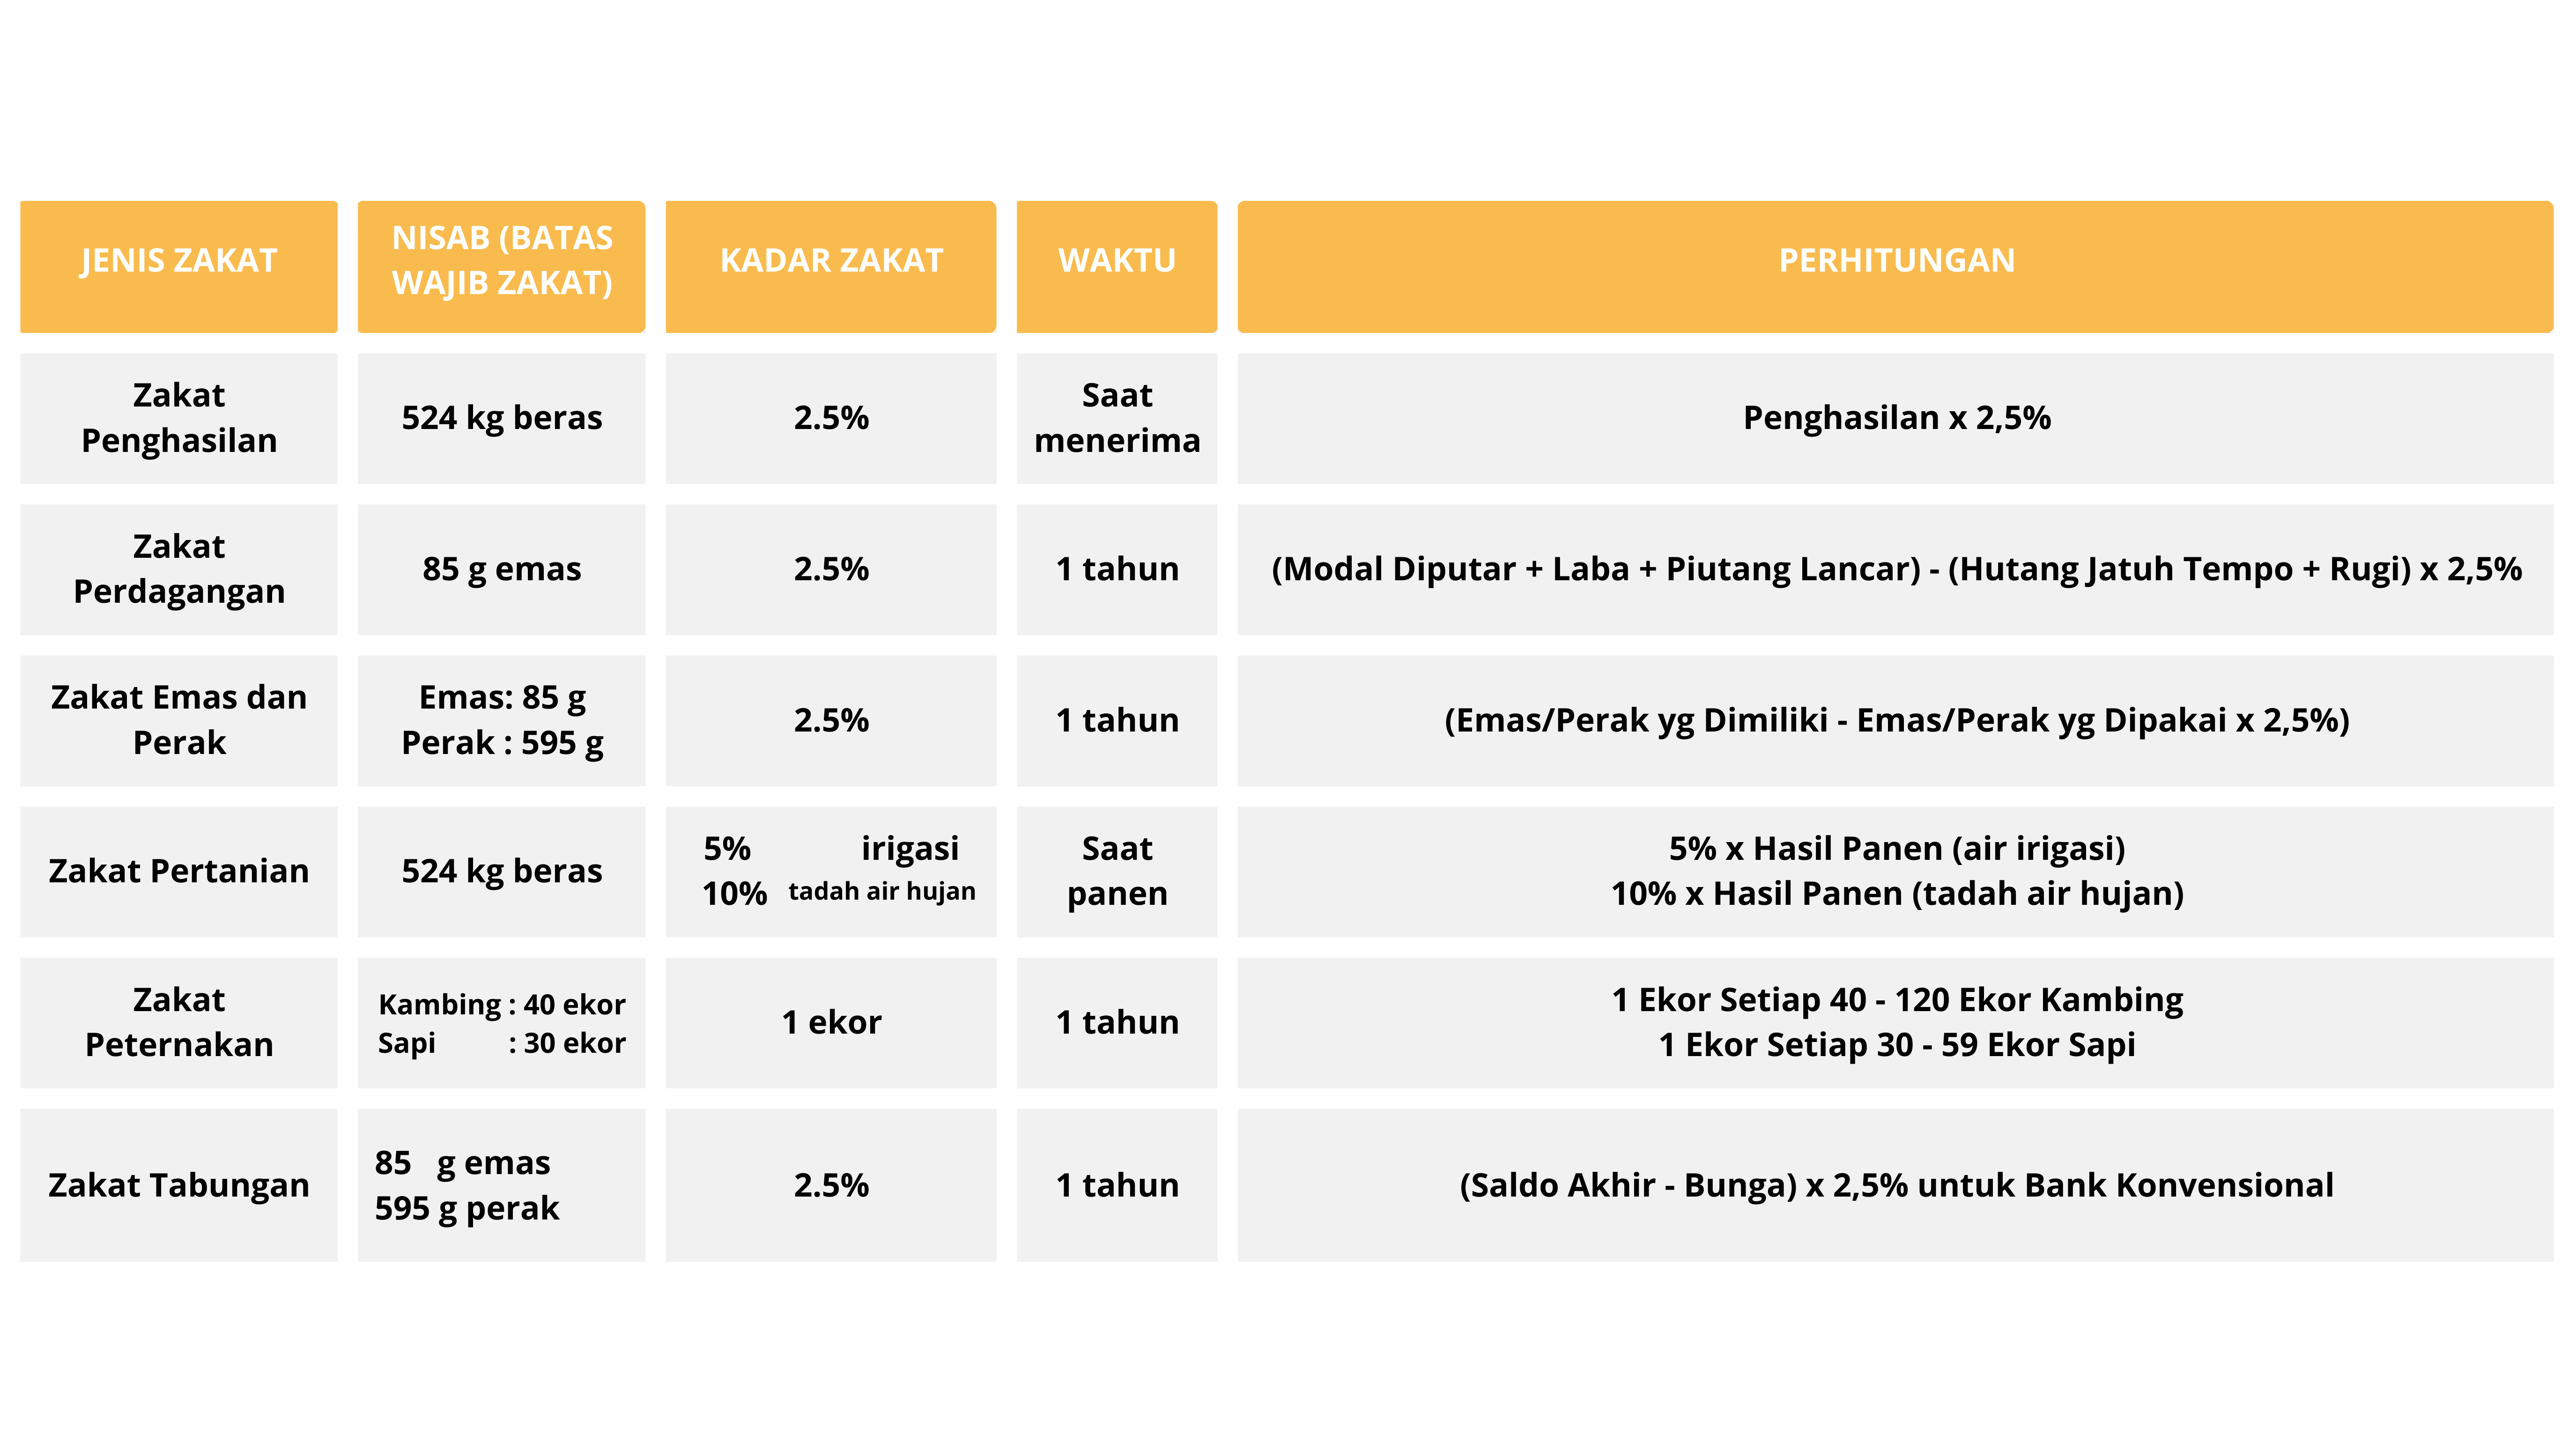 JENIS ZAKAT
NISAB (BATAS
WAJIB ZAKAT)
KADAR ZAKAT
WAKTU
PERHITUNGAN
Zakat
Penghasilan
524 kg beras
2.5%
Saat
menerima
Penghasilan x 2,5%
Zakat
Perdagangan
85 g emas
2.5%
1 tahun
(Modal Diputar + Laba + Piutang Lancar) - (Hutang Jatuh Tempo + Rugi) x 2,5%
Zakat Emas dan
Perak
Emas: 85 g
Perak : 595 g
2.5%
1 tahun
(Emas/Perak yg Dimiliki - Emas/Perak yg Dipakai x 2,5%)
Zakat Pertanian
524 kg beras
5% irigasi
10% tadah air hujan
Saat
panen
5% x Hasil Panen (air irigasi)
10% x Hasil Panen (tadah air hujan)
Zakat
Peternakan
Kambing : 40 ekor
Sapi : 30 ekor
1 ekor
1 tahun
1 Ekor Setiap 40 - 120 Ekor Kambing
1 Ekor Setiap 30 - 59 Ekor Sapi
Zakat Tabungan
85 g emas
595 g perak
2.5%
1 tahun
(Saldo Akhir - Bunga) x 2,5% untuk Bank Konvensional